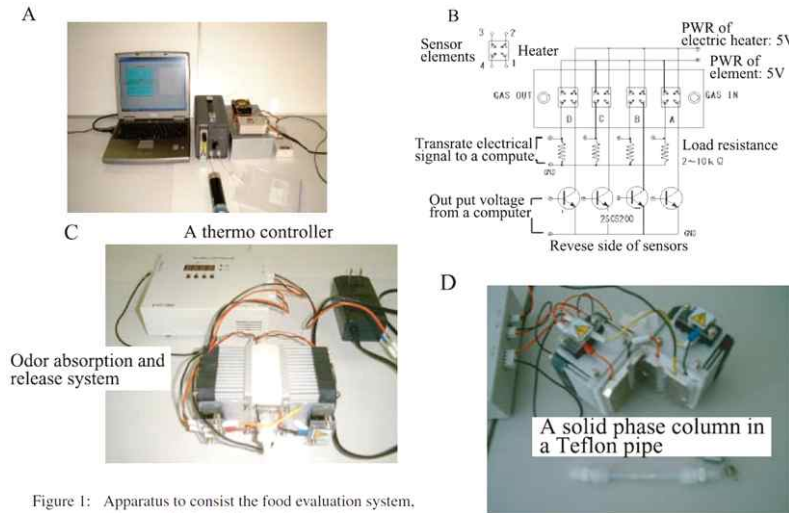 A
B
3 2
Sensor
elements
Heater
4 1
PWR of
electric heater: 5V
PWR of
element: 5V
GAS OUT
GAS IN
D C B A
Transrate electrical
signal to a compute
Load resistance
2~10kΩ
GND
Out put voltage
from a computer
2SC5200
GND
Revese side of sensors
C
A thermo controller
Odor absorption and
release system
D
A solid phase column in
a Teflon pipe
Figure 1: Apparatus to consist the food evaluation system,